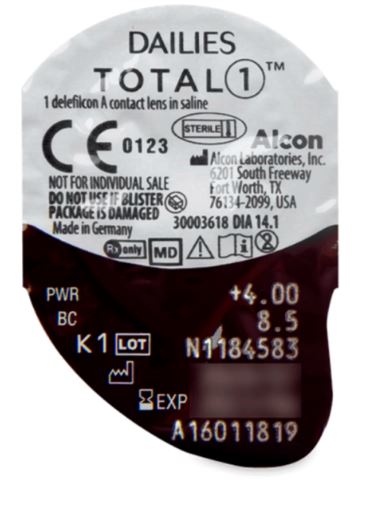 DAILIES
TOTAL 1™
1 delefilcon A contact lens in saline
CE 0123
STERILE
Alcon
Alcon Laboratories, Inc.
6201 South Freeway
Fort Worth, TX
76134-2099, USA
NOT FOR INDIVIDUAL SALE
DO NOT USE IF BLISTER
PACKAGE IS DAMAGED
Made in Germany
30003618 DIA 14.1
Rx only MD
PWR +4.00
BC 8.5
K1 LOT N1184583
EXP
A16011819